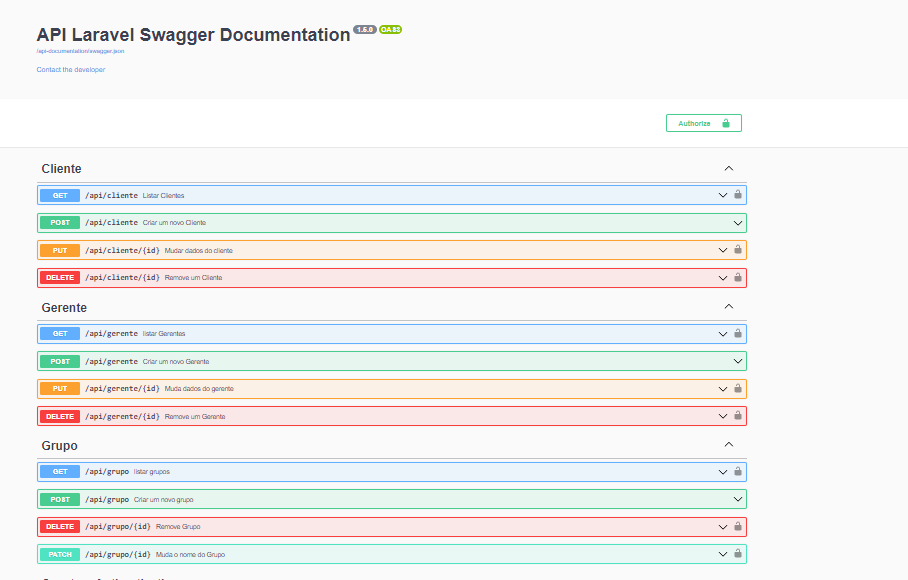 API Laravel Swagger Documentation 1.5.0 OAS3
/api-documentation/swagger.json
Contact the developer
Authorize
Cliente
GET /api/cliente Listar Clientes
POST /api/cliente Criar um novo Cliente
PUT /api/cliente/{id} Mudar dados do cliente
DELETE /api/cliente/{id} Remove um Cliente
Gerente
GET /api/gerente listar Gerentes
POST /api/gerente Criar um novo Gerente
PUT /api/gerente/{id} Muda dados do gerente
DELETE /api/gerente/{id} Remove um Gerente
Grupo
GET /api/grupo listar grupos
POST /api/grupo Criar um novo grupo
DELETE /api/grupo/{id} Remove Grupo
PATCH /api/grupo/{id} Muda o nome do Grupo